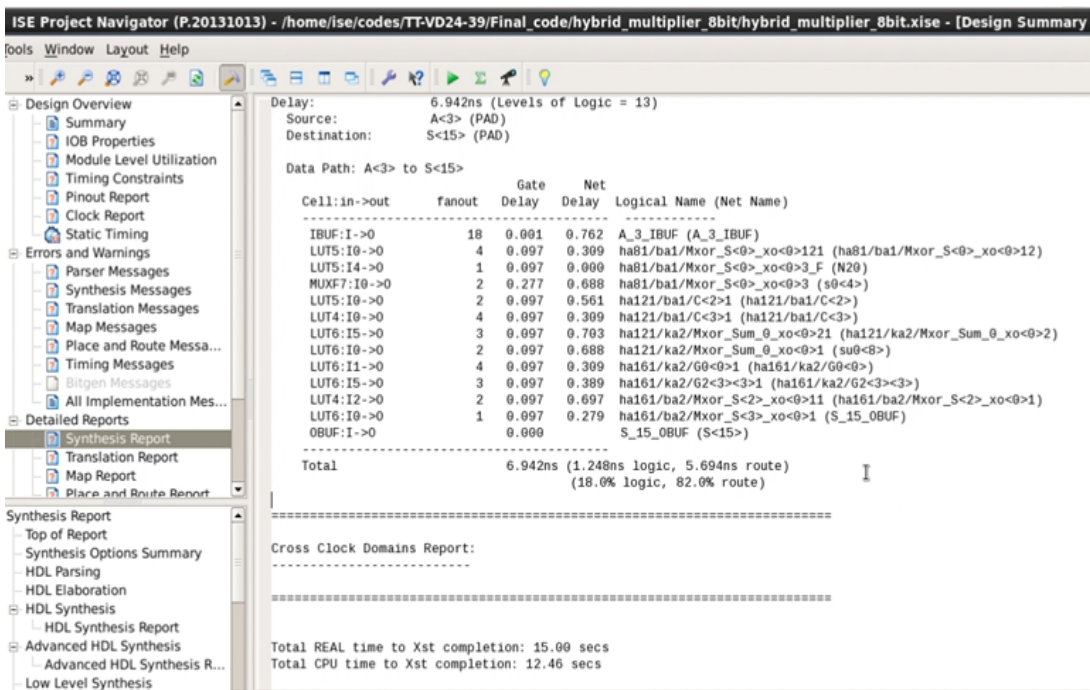 ISE Project Navigator (P.20131013) - /home/ise/codes/TT-VD24-39/Final_code/hybrid_multiplier_8bit/hybrid_multiplier_8bit.xise - [Design Summary
Tools Window Layout Help
»
Design Overview
Summary
IOB Properties
Module Level Utilization
Timing Constraints
Pinout Report
Clock Report
Static Timing
Errors and Warnings
Parser Messages
Synthesis Messages
Translation Messages
Map Messages
Place and Route Messa...
Timing Messages
Bitgen Messages
All Implementation Mes...
Detailed Reports
Synthesis Report
Translation Report
Map Report
Place and Route Report
Synthesis Report
Top of Report
Synthesis Options Summary
HDL Parsing
HDL Elaboration
HDL Synthesis
HDL Synthesis Report
Advanced HDL Synthesis
Advanced HDL Synthesis R...
Low Level Synthesis
Delay: 6.942ns (Levels of Logic = 13)
Source: A<3> (PAD)
Destination: S<15> (PAD)
Data Path: A<3> to S<15>
Gate Net
Cell:in->out fanout Delay Delay Logical Name (Net Name)
---------------------------------------- ------------
IBUF:I->O 18 0.001 0.762 A_3_IBUF (A_3_IBUF)
LUT5:I0->O 4 0.097 0.309 ha81/ba1/Mxor_S<0>_xo<0>121 (ha81/ba1/Mxor_S<0>_xo<0>12)
LUT5:I4->O 1 0.097 0.000 ha81/ba1/Mxor_S<0>_xo<0>3_F (N20)
MUXF7:I0->O 2 0.277 0.688 ha81/ba1/Mxor_S<0>_xo<0>3 (s0<4>)
LUT5:I0->O 2 0.097 0.561 ha121/ba1/C<2>1 (ha121/ba1/C<2>)
LUT4:I0->O 4 0.097 0.309 ha121/ba1/C<3>1 (ha121/ba1/C<3>)
LUT6:I5->O 3 0.097 0.703 ha121/ka2/Mxor_Sum_0_xo<0>21 (ha121/ka2/Mxor_Sum_0_xo<0>2)
LUT6:I0->O 2 0.097 0.688 ha121/ka2/Mxor_Sum_0_xo<0>1 (su0<8>)
LUT6:I1->O 4 0.097 0.309 ha161/ka2/G0<0>1 (ha161/ka2/G0<0>)
LUT6:I5->O 3 0.097 0.389 ha161/ka2/G2<3><3>1 (ha161/ka2/G2<3><3>)
LUT4:I2->O 2 0.097 0.697 ha161/ba2/Mxor_S<2>_xo<0>11 (ha161/ba2/Mxor_S<2>_xo<0>1)
LUT6:I0->O 1 0.097 0.279 ha161/ba2/Mxor_S<3>_xo<0>1 (S_15_OBUF)
OBUF:I->O 0.000 S_15_OBUF (S<15>)
----------------------------------------
Total 6.942ns (1.248ns logic, 5.694ns route)
(18.0% logic, 82.0% route)
=========================================================================
Cross Clock Domains Report:
--------------------------
=========================================================================
Total REAL time to Xst completion: 15.00 secs
Total CPU time to Xst completion: 12.46 secs